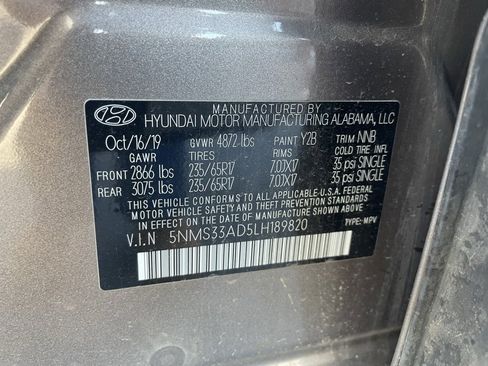 MANUFACTURED BY
HYUNDAI MOTOR MANUFACTURING ALABAMA, LLC
Oct/16/19 GVWR 4872 lbs PAINT Y2B TRIM NNB
GAWR TIRES RIMS COLD TIRE INFL.
FRONT 2866 lbs 235/65R17 7.0JX17 35 psi SINGLE
REAR 3075 lbs 235/65R17 7.0JX17 35 psi SINGLE
THIS VEHICLE CONFORMS TO ALL APPLICABLE FEDERAL
MOTOR VEHICLE SAFETY, BUMPER, AND THEFT PREVENTION
STANDARDS IN EFFECT ON THE DATE OF MANUFACTURE SHOWN ABOVE.
V.I.N 5NMS33AD5LH189820 TYPE: MPV